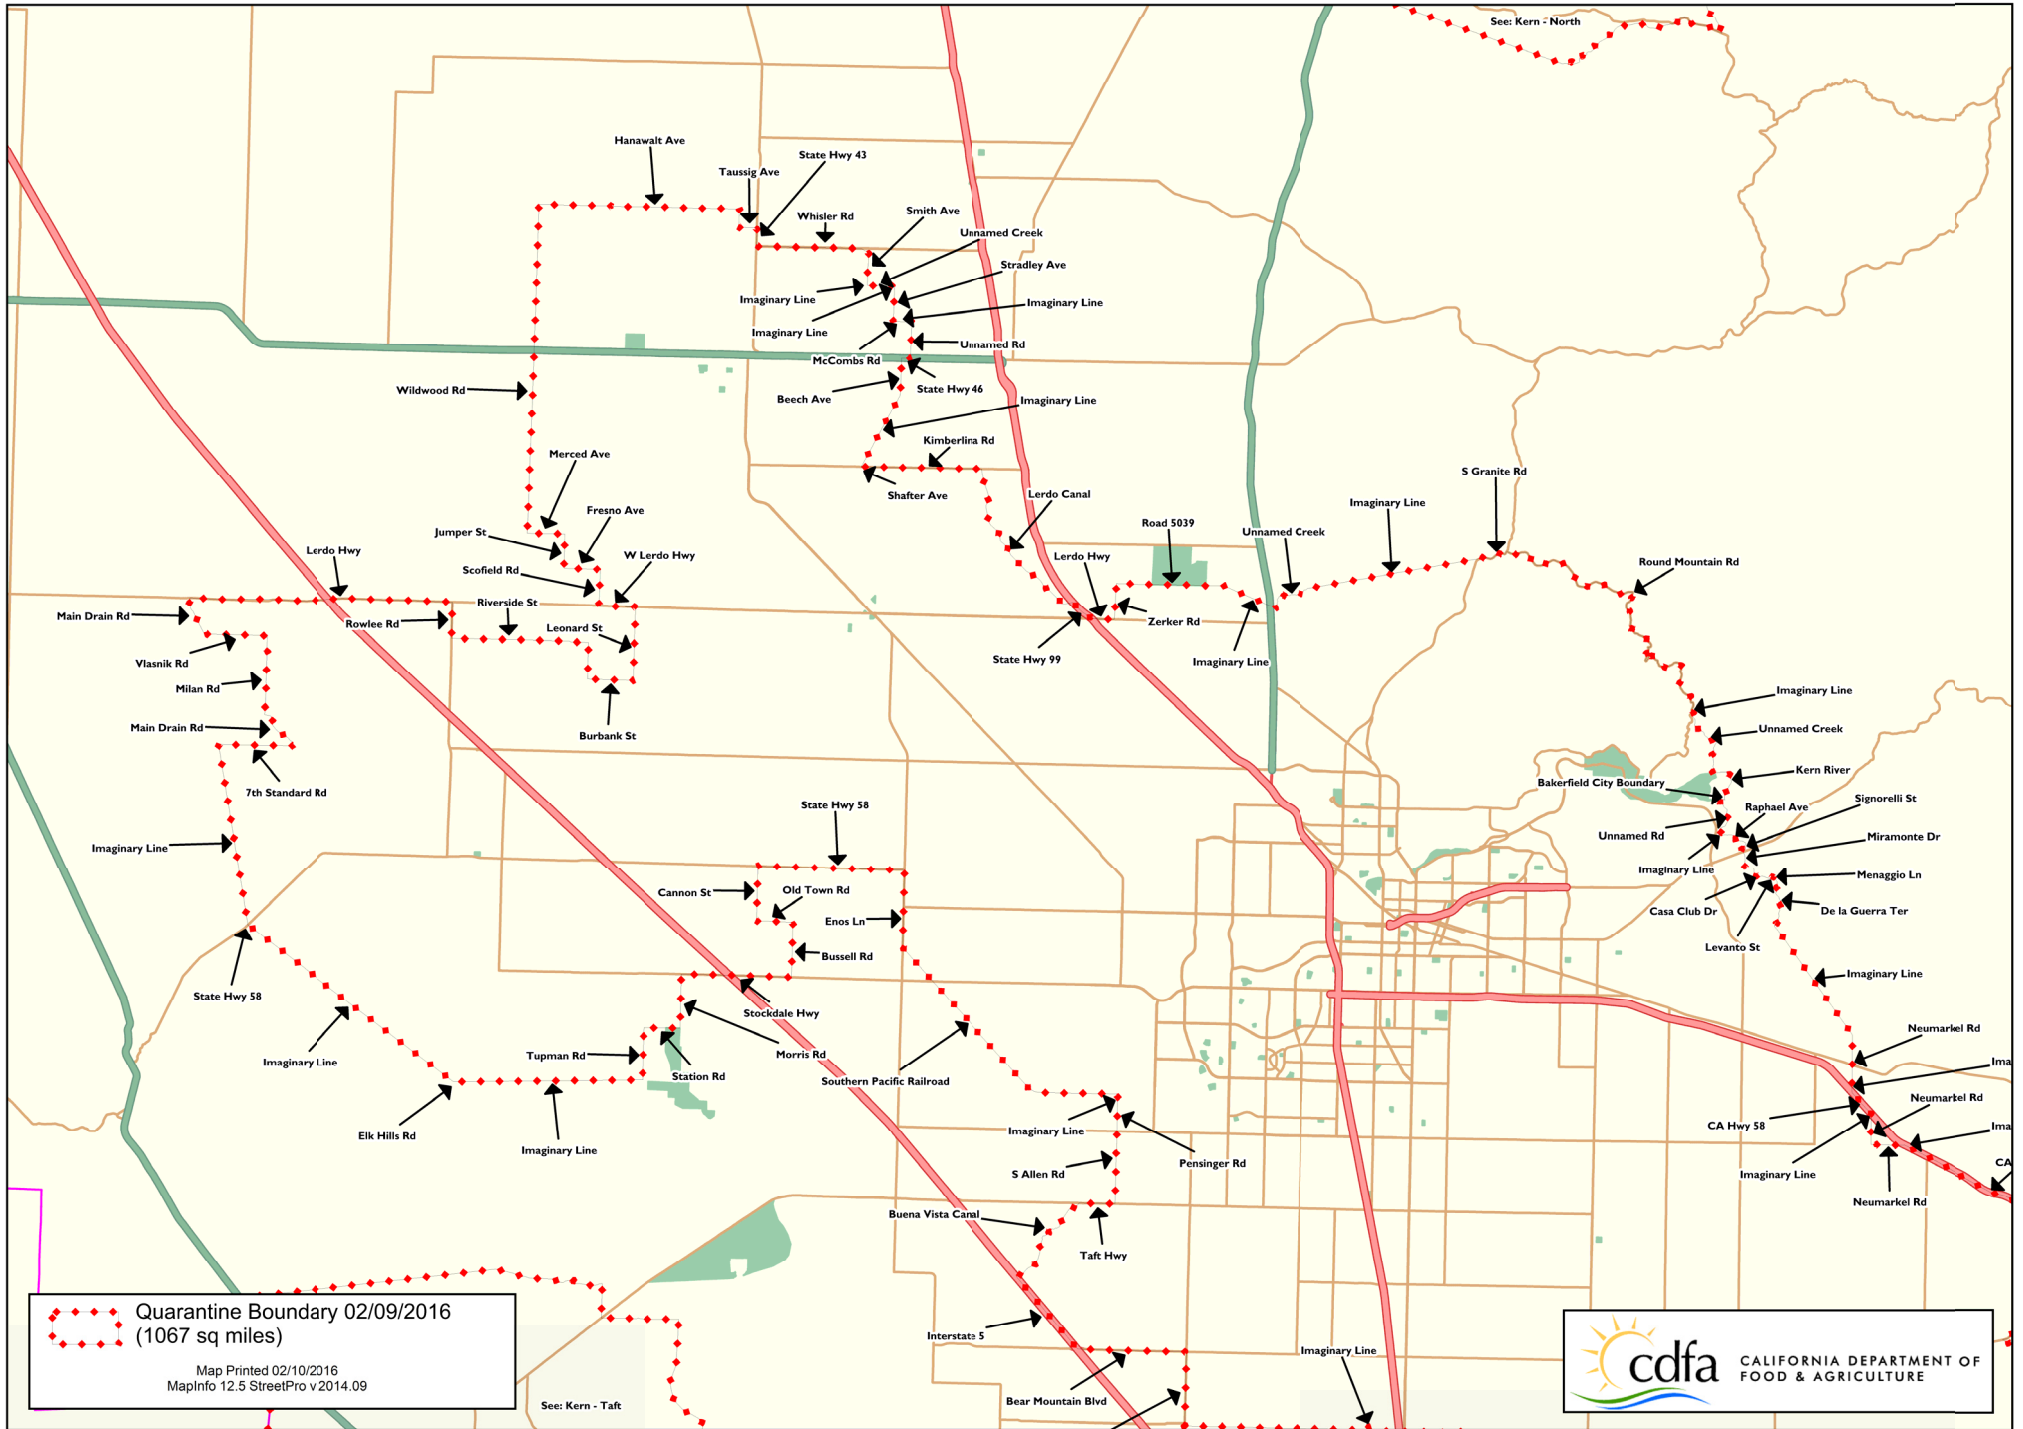 See: Kern - North
Hanawalt Ave
State Hwy 43
Taussig Ave
Smith Ave
Whisler Rd
Unnamed Creek
Stradley Ave
Imaginary Line
Imaginary Line
Imaginary Line
Unnamed Rd
McCombs Rd
State Hwy 46
Wildwood Rd
Beech Ave
Imaginary Line
Kimberlina Rd
Merced Ave
S Granite Rd
Shafter Ave
Lerdo Canal
Imaginary Line
Fresno Ave
Road 5039
Jumper St
Unnamed Creek
Lerdo Hwy
W Lerdo Hwy
Lerdo Hwy
Scofield Rd
Round Mountain Rd
Riverside St
Main Drain Rd
Rowlee Rd
Leonard St
Zerker Rd
State Hwy 99
Imaginary Line
Vlasnik Rd
Milan Rd
Imaginary Line
Main Drain Rd
Unnamed Creek
Burbank St
Kern River
Bakerfield City Boundary
7th Standard Rd
Signorelli St
State Hwy 58
Raphael Ave
Unnamed Rd
Miramonte Dr
Imaginary Line
Imaginary Line
Menaggio Ln
Cannon St
Old Town Rd
Casa Club Dr
De la Guerra Ter
Enos Ln
Levanto St
Bussell Rd
Imaginary Line
State Hwy 58
Stockdale Hwy
Neumarkel Rd
Tupman Rd
Morris Rd
Imaginary Line
Ima
Station Rd
Southern Pacific Railroad
Neumarkel Rd
CA Hwy 58
Ima
Imaginary Line
Elk Hills Rd
Imaginary Line
Pensinger Rd
CA
S Allen Rd
Imaginary Line
Neumarkel Rd
Buena Vista Canal
Taft Hwy
Interstate 5
Imaginary Line
Bear Mountain Blvd
See: Kern - Taft
Quarantine Boundary 02/09/2016
(1067 sq miles)
Map Printed 02/10/2016
MapInfo 12.5 StreetPro v2014.09
cdfa
CALIFORNIA DEPARTMENT OF
FOOD & AGRICULTURE